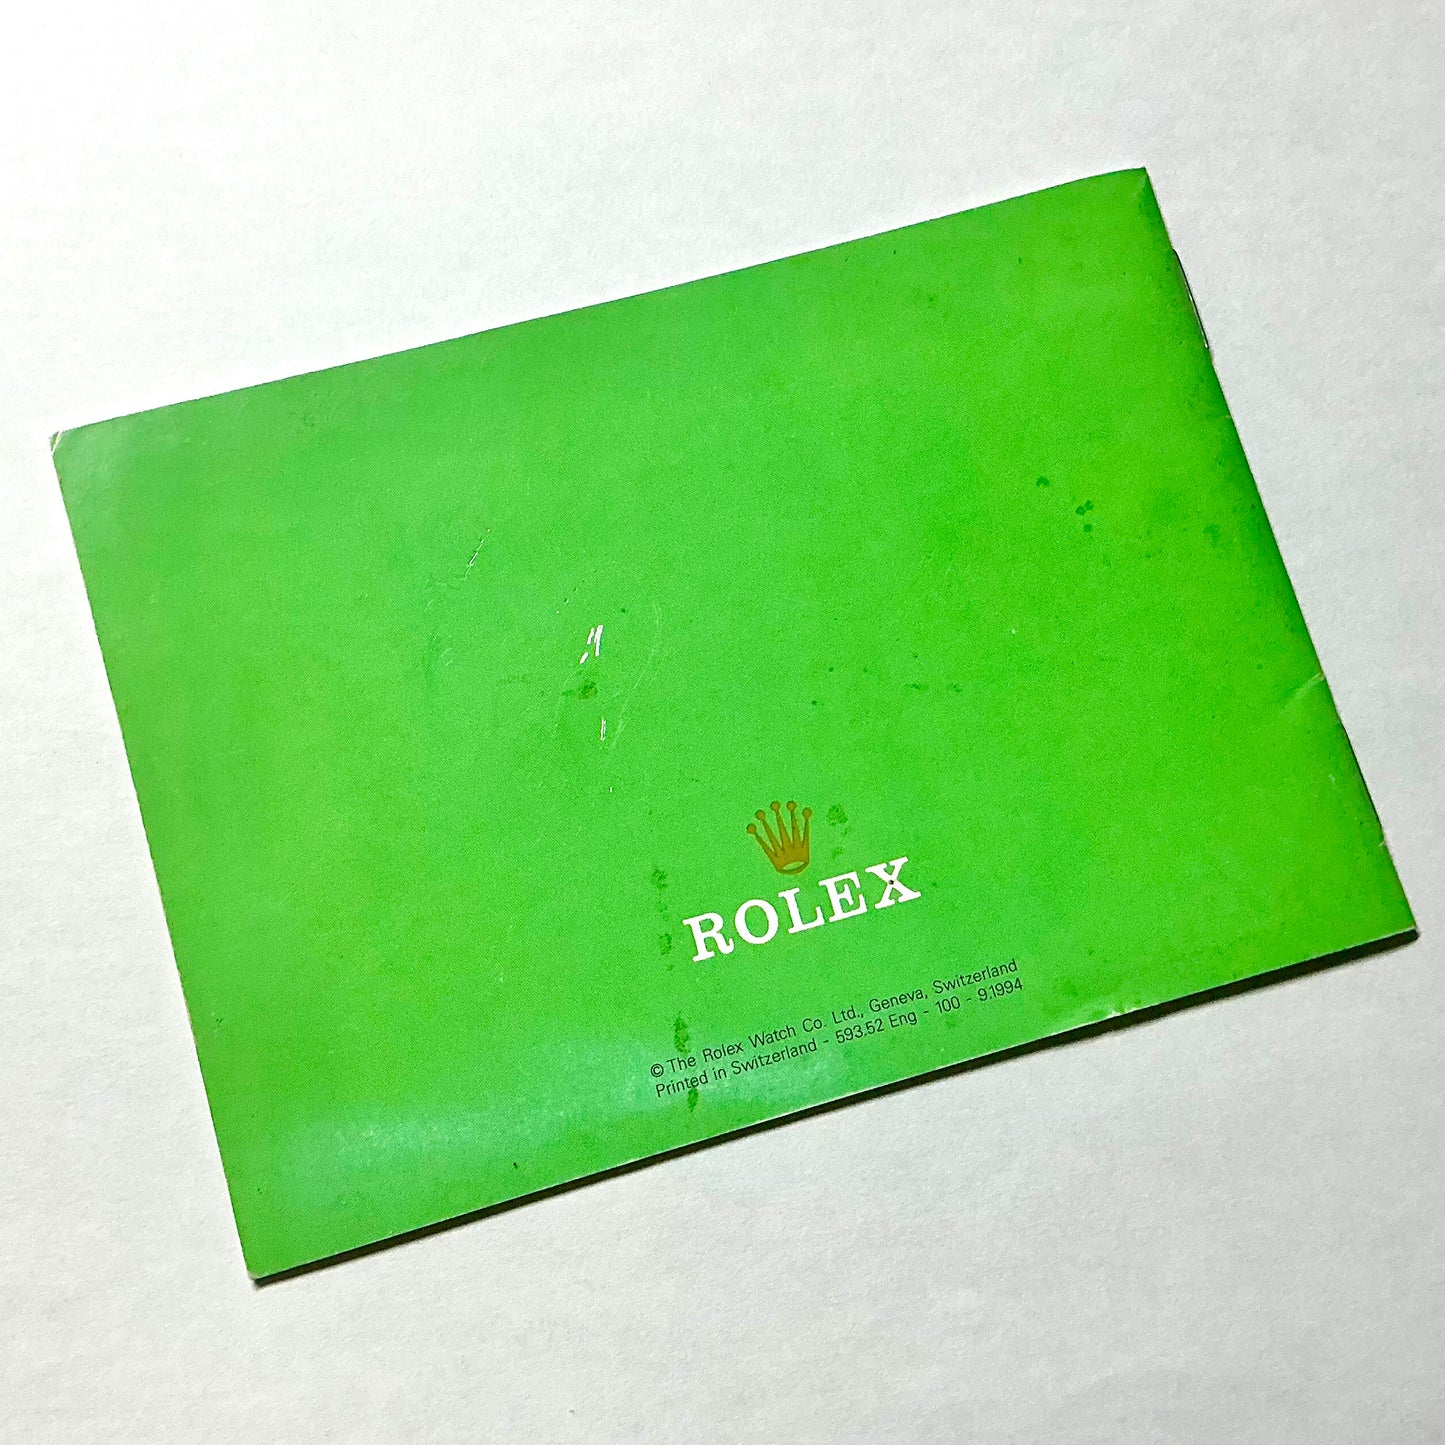 ROLEX
© The Rolex Watch Co. Ltd., Geneva, Switzerland
Printed in Switzerland - 593.52 Eng - 100 - 9.1994